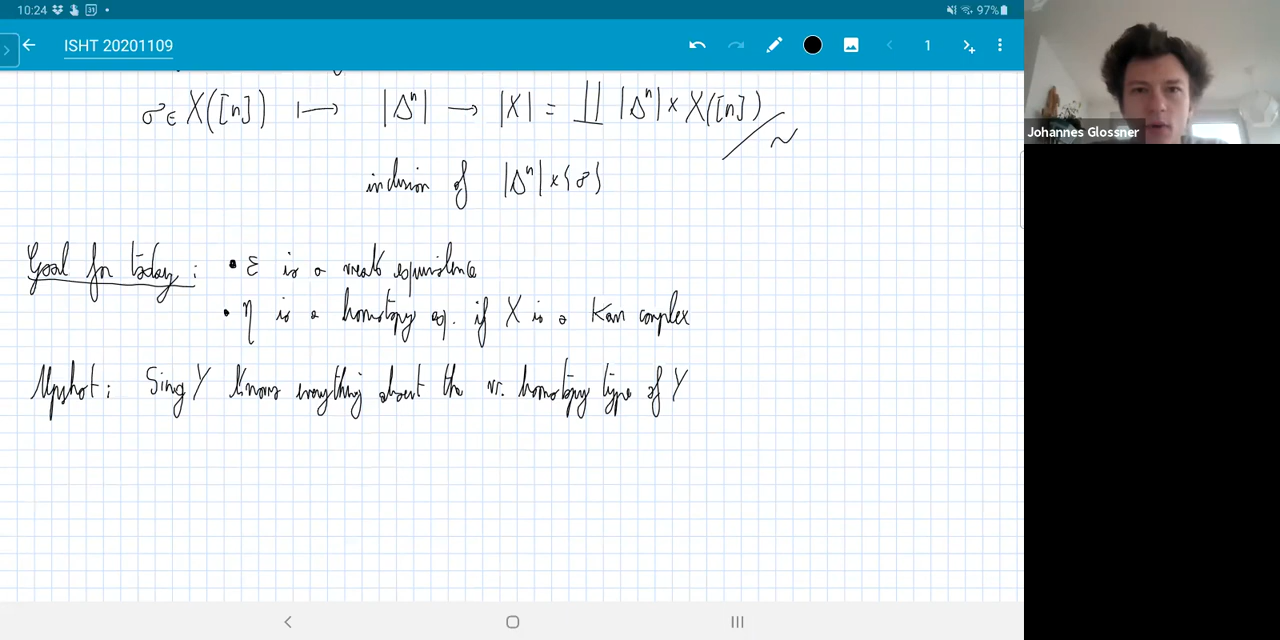 10:24 31 97%
ISHT 20201109 1
σ ∈ X([n]) ↦ |Δⁿ| → |X| = ∐ |Δⁿ| × X([n]) / ~
inclusion of |Δⁿ| × {σ}
Goal for today: • ε is a weak equivalence
• η is a homotopy eq. if X is a Kan complex
Upshot: Sing Y knows everything about the w. homotopy type of Y
Johannes Glossner